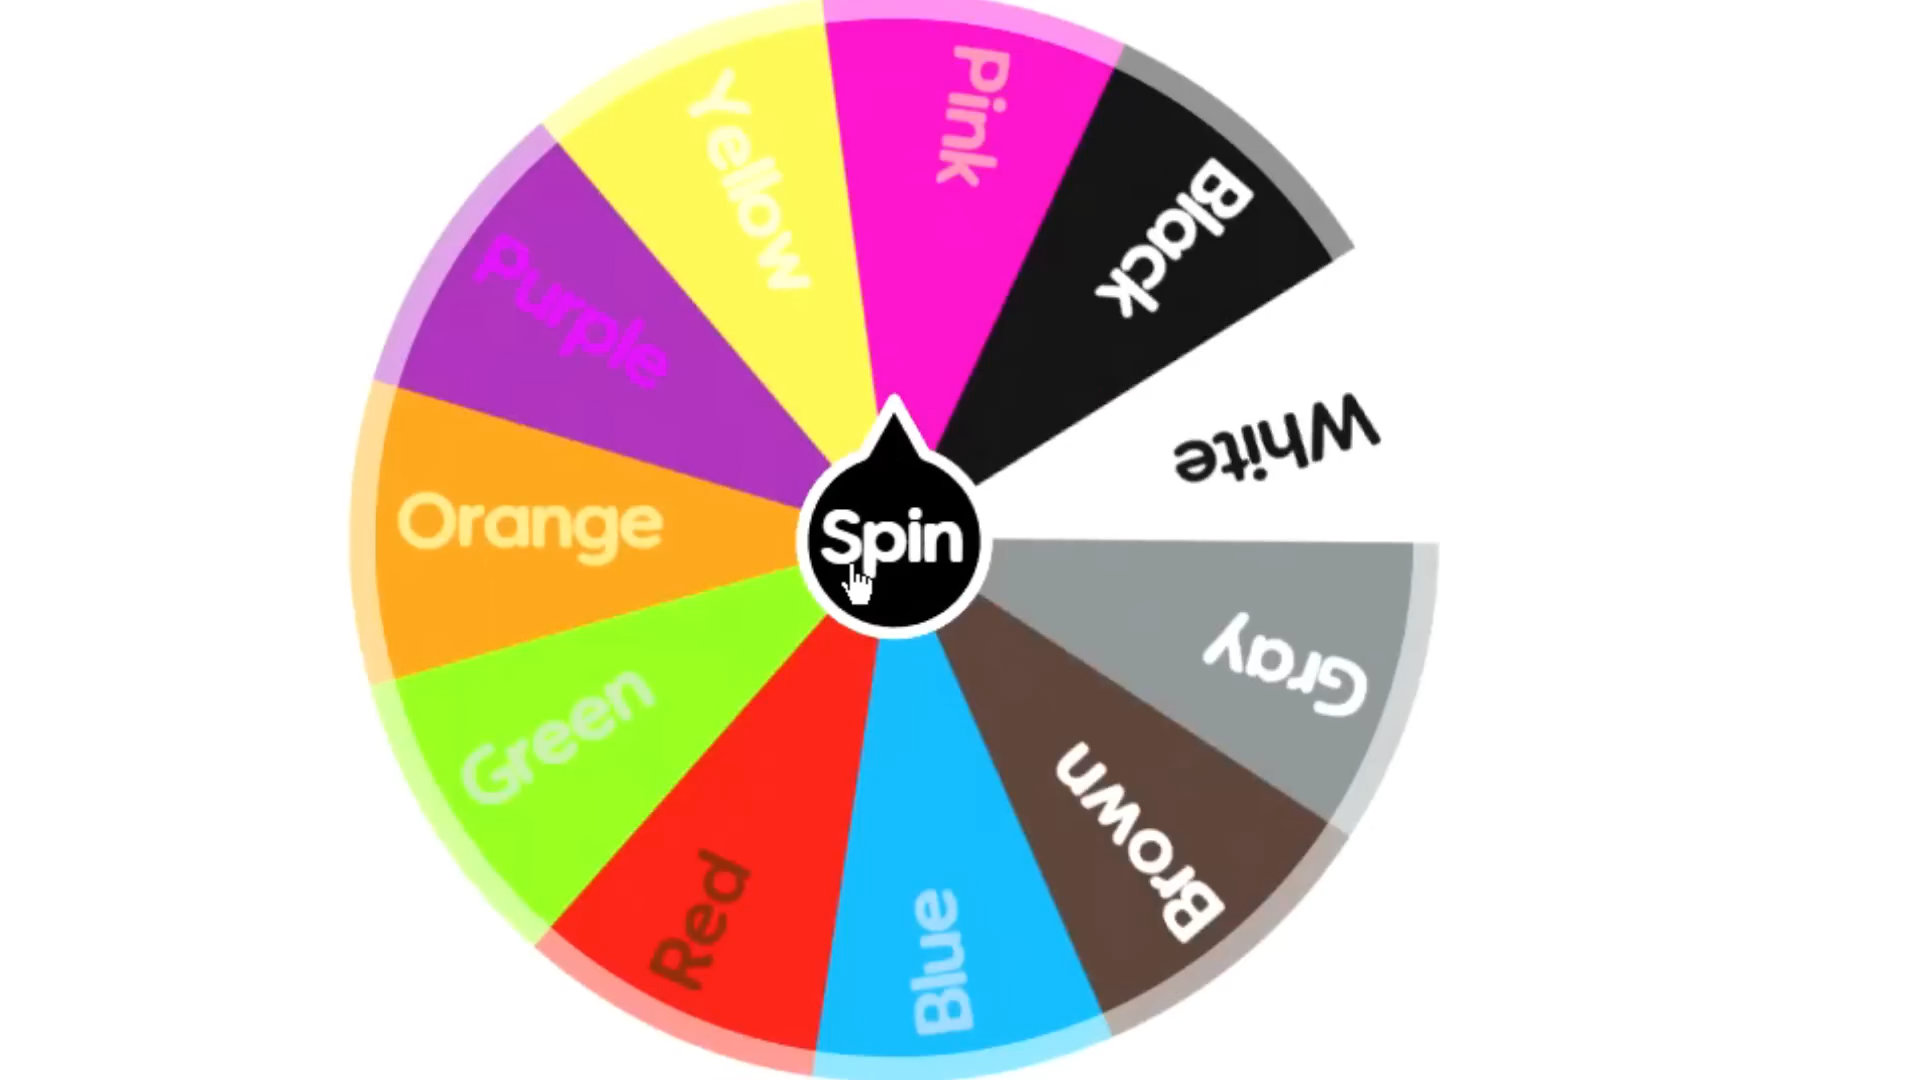 Pink
Black
White
Gray
Brown
Blue
Red
Green
Orange
Purple
Yellow
Spin